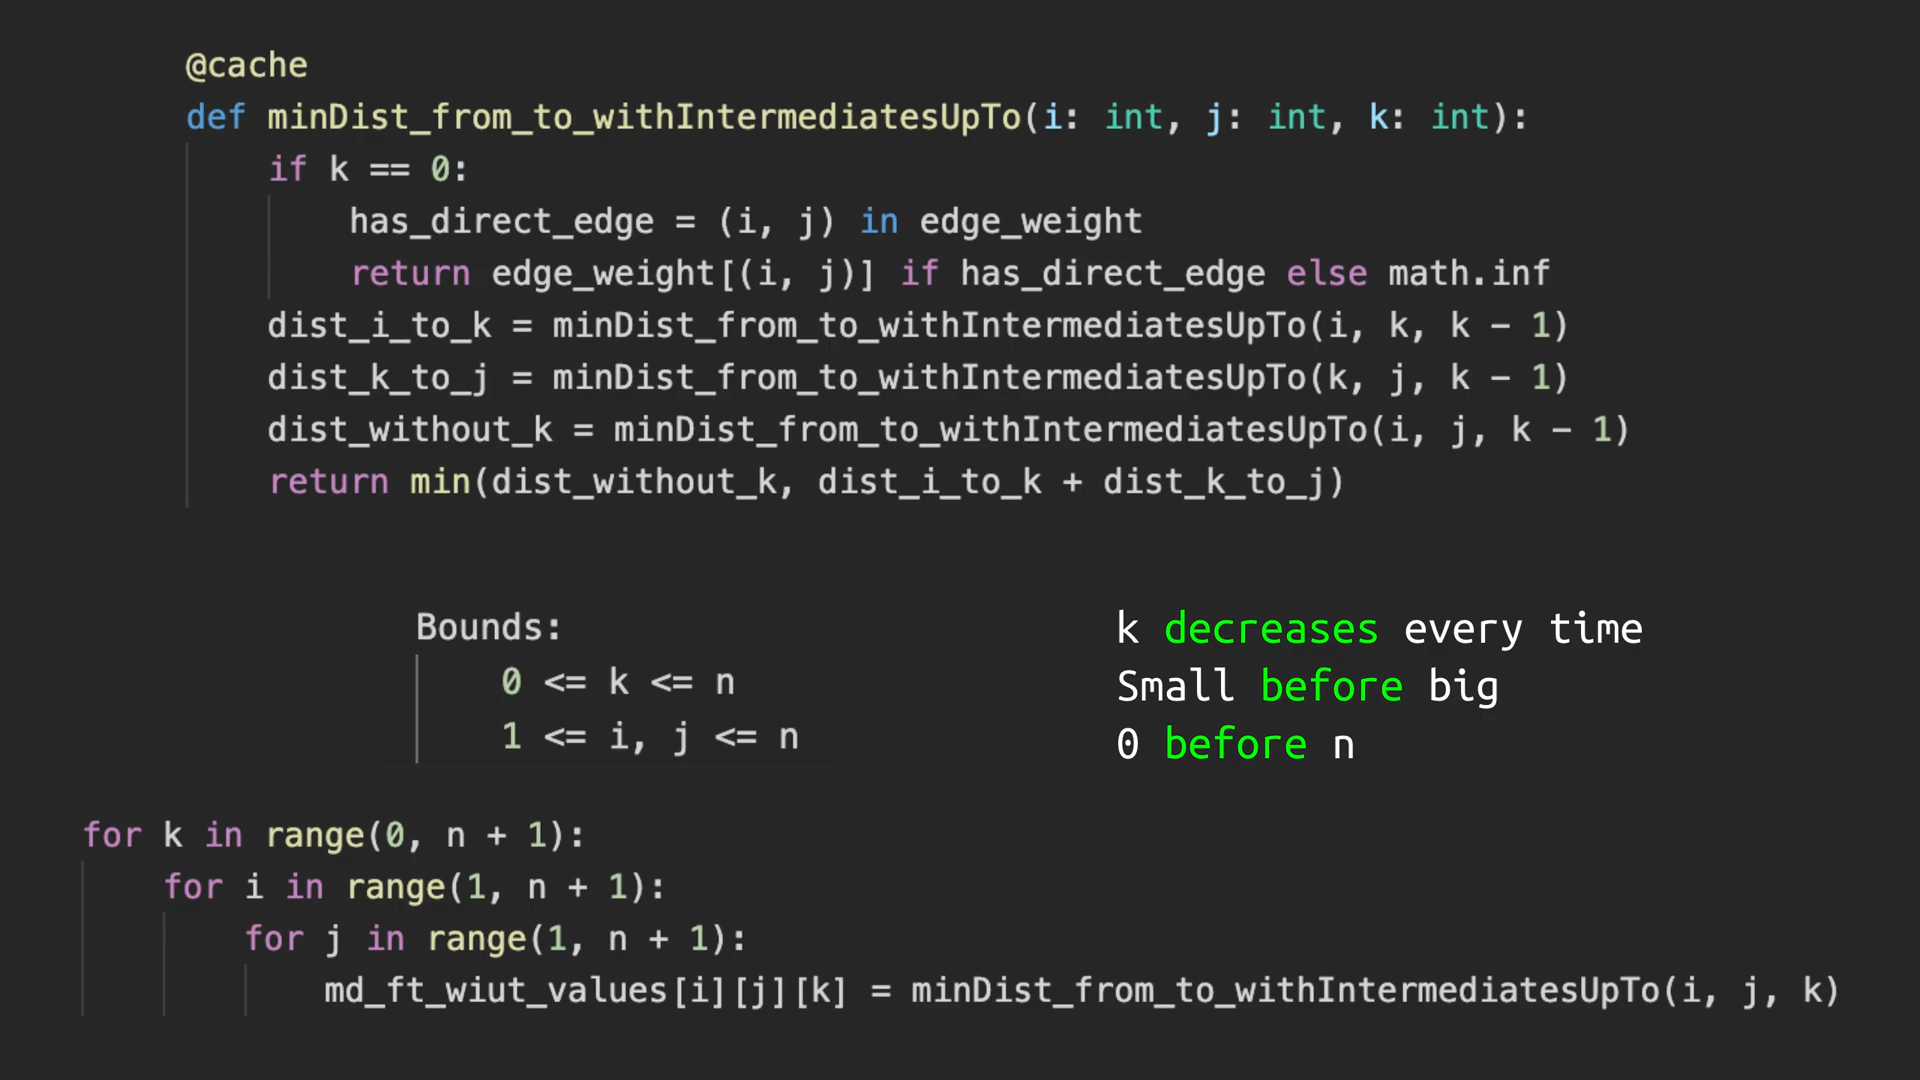 @cache
def minDist_from_to_withIntermediatesUpTo(i: int, j: int, k: int):
if k == 0:
has_direct_edge = (i, j) in edge_weight
return edge_weight[(i, j)] if has_direct_edge else math.inf
dist_i_to_k = minDist_from_to_withIntermediatesUpTo(i, k, k - 1)
dist_k_to_j = minDist_from_to_withIntermediatesUpTo(k, j, k - 1)
dist_without_k = minDist_from_to_withIntermediatesUpTo(i, j, k - 1)
return min(dist_without_k, dist_i_to_k + dist_k_to_j)
Bounds:
0 <= k <= n
1 <= i, j <= n
k decreases every time
Small before big
0 before n
for k in range(0, n + 1):
for i in range(1, n + 1):
for j in range(1, n + 1):
md_ft_wiut_values[i][j][k] = minDist_from_to_withIntermediatesUpTo(i, j, k)